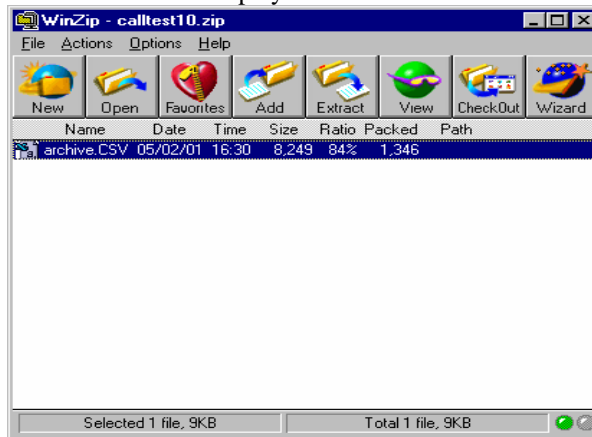 WinZip - calltest10.zip
File Actions Options Help
New Open Favorites Add Extract View CheckOut Wizard
Name Date Time Size Ratio Packed Path
archive.CSV 05/02/01 16:30 8,249 84% 1,346
Selected 1 file, 9KB Total 1 file, 9KB